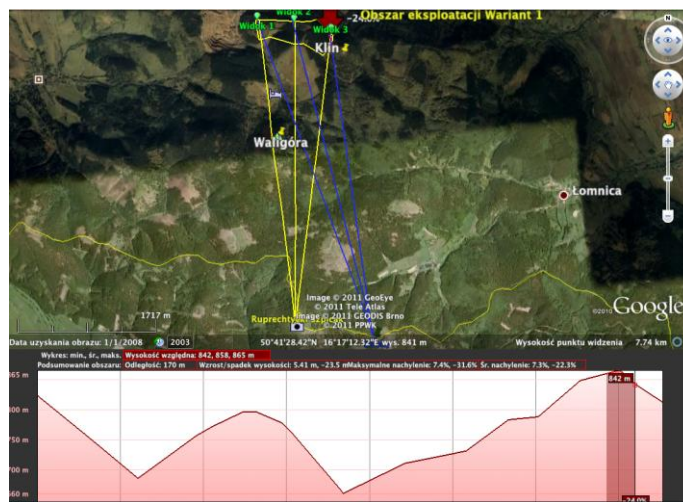 Widok 2
-24.0%
Obszar eksploatacji Wariant 1
Widok 1
Widok 3
Klin
N
Waligóra
Łomnica
Image © 2011 GeoEye
© 2011 Tele Atlas
Image © 2011 GEODIS Brno
© 2011 PPWK
1717 m
©2010 Google
Data uzyskania obrazu: 1/1/2008
2003
50°41'28.42"N 16°17'12.32"E wys. 841 m
Wysokość punktu widzenia 7.74 km
Wykres: min., śr., maks. Wysokość względna: 842, 858, 865 m
Podsumowanie obszaru: Odległość: 170 m Wzrost/spadek wysokości: 5.41 m, -23.5 m Maksymalne nachylenie: 7.4%, -31.6% Śr. nachylenie: 7.3%, -22.3%
865 m
842 m
800 m
750 m
700 m
660 m
-24.0%